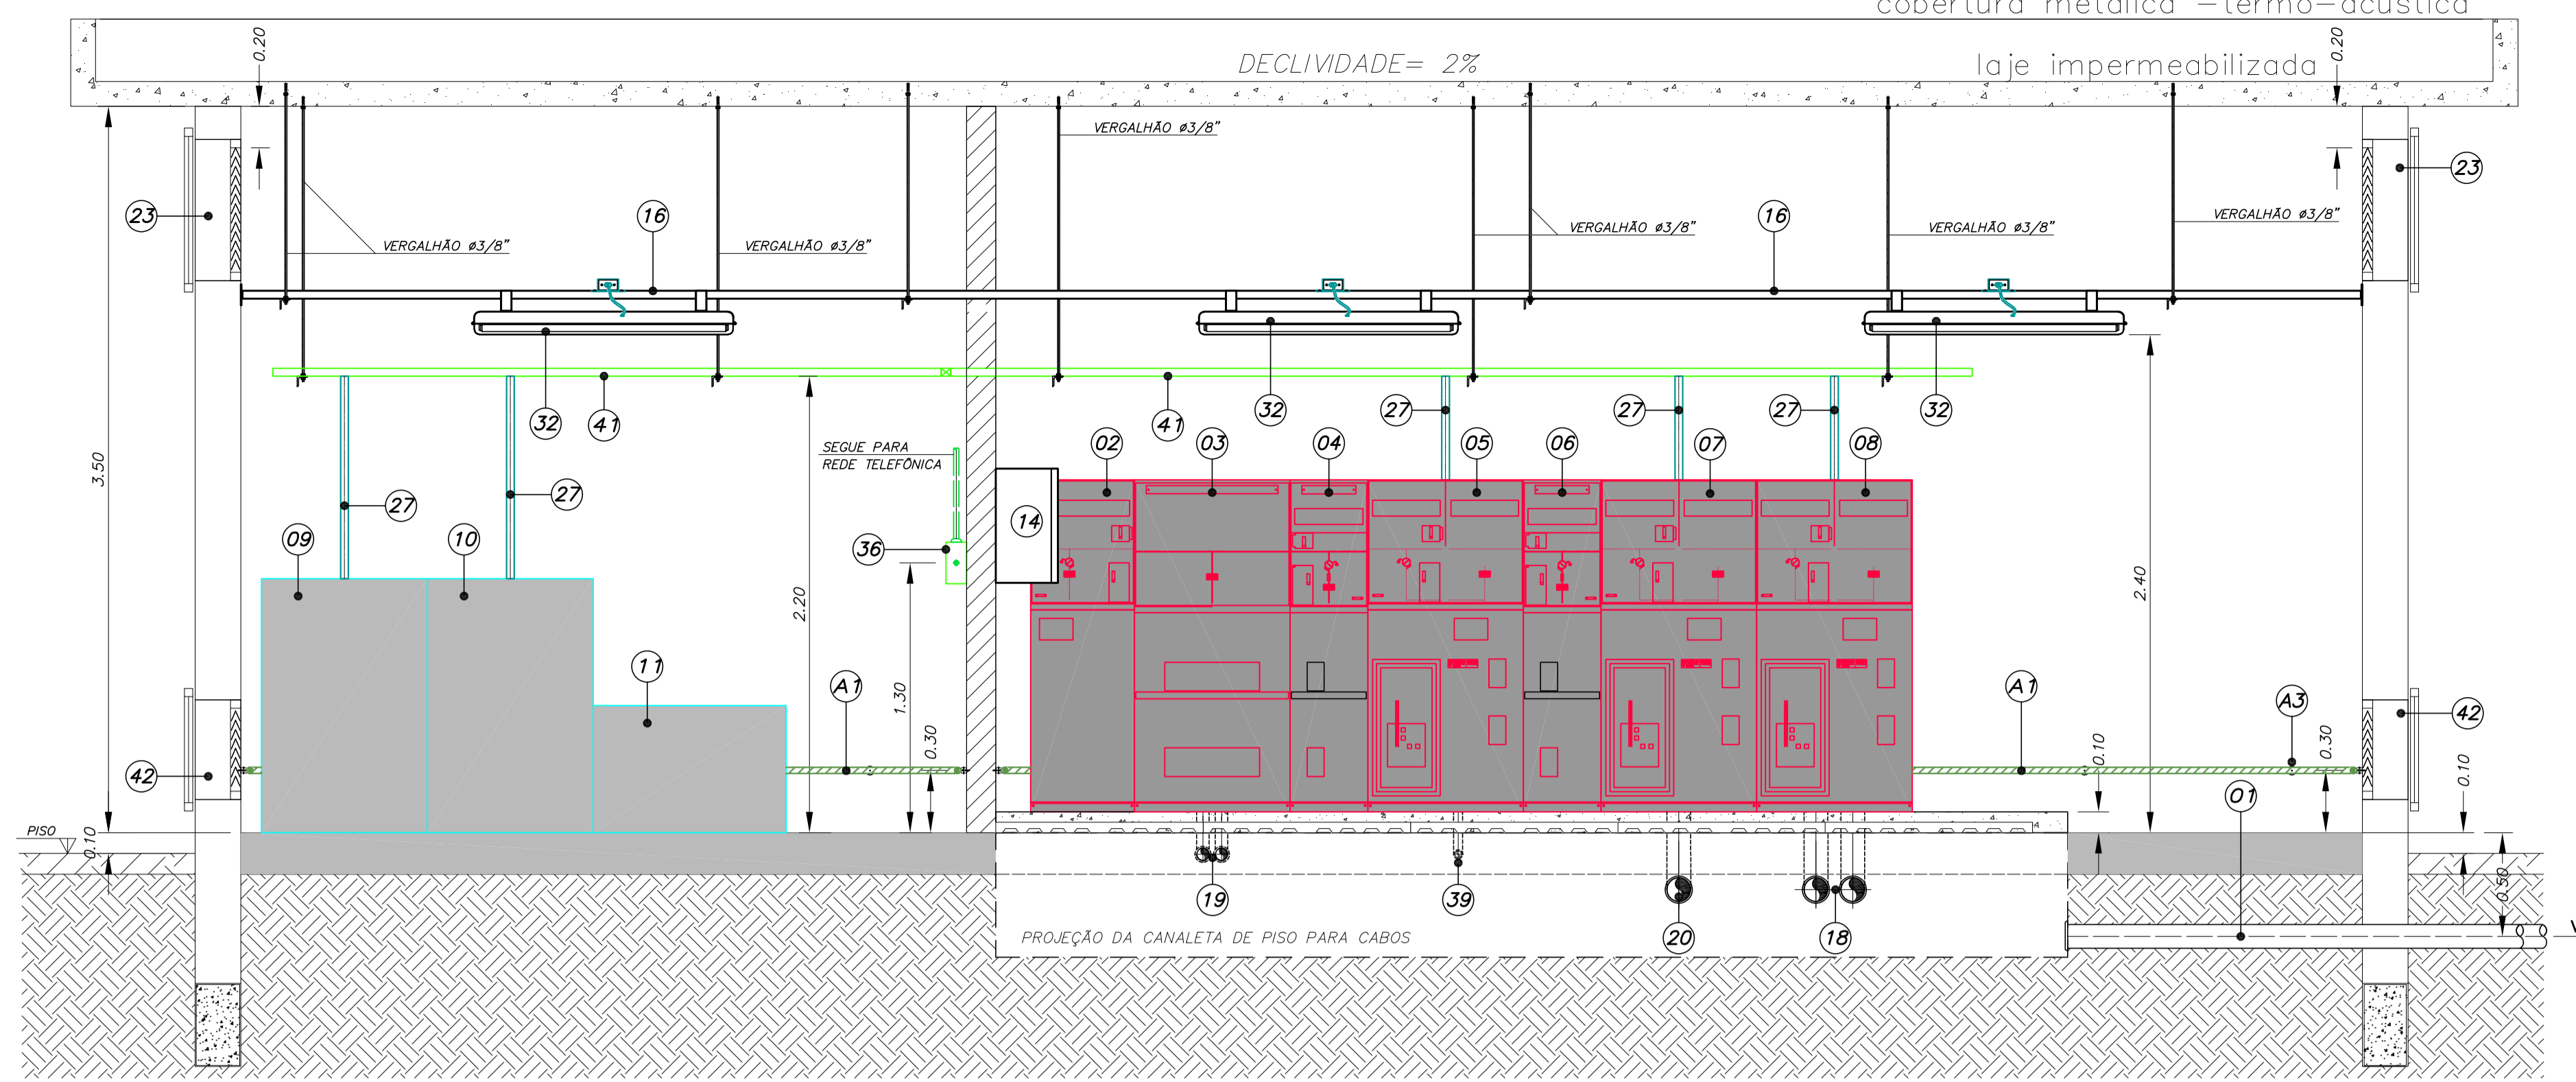 cobertura metálica -termo-acústica
0.20
DECLIVIDADE= 2%
laje impermeabilizada
0.20
VERGALHÃO ø3/8"
23
16
16
23
VERGALHÃO ø3/8"
VERGALHÃO ø3/8"
VERGALHÃO ø3/8"
VERGALHÃO ø3/8"
VERGALHÃO ø3/8"
32
41
41
32
27
27
27
32
3.50
SEGUE PARA
REDE TELEFÔNICA
02
03
04
05
06
07
08
27
27
14
09
10
36
2.20
2.40
11
A1
1.30
0.30
A1
A3
42
42
0.10
0.30
0.10
01
PISO
0.10
0.50
19
39
20
18
PROJEÇÃO DA CANALETA DE PISO PARA CABOS